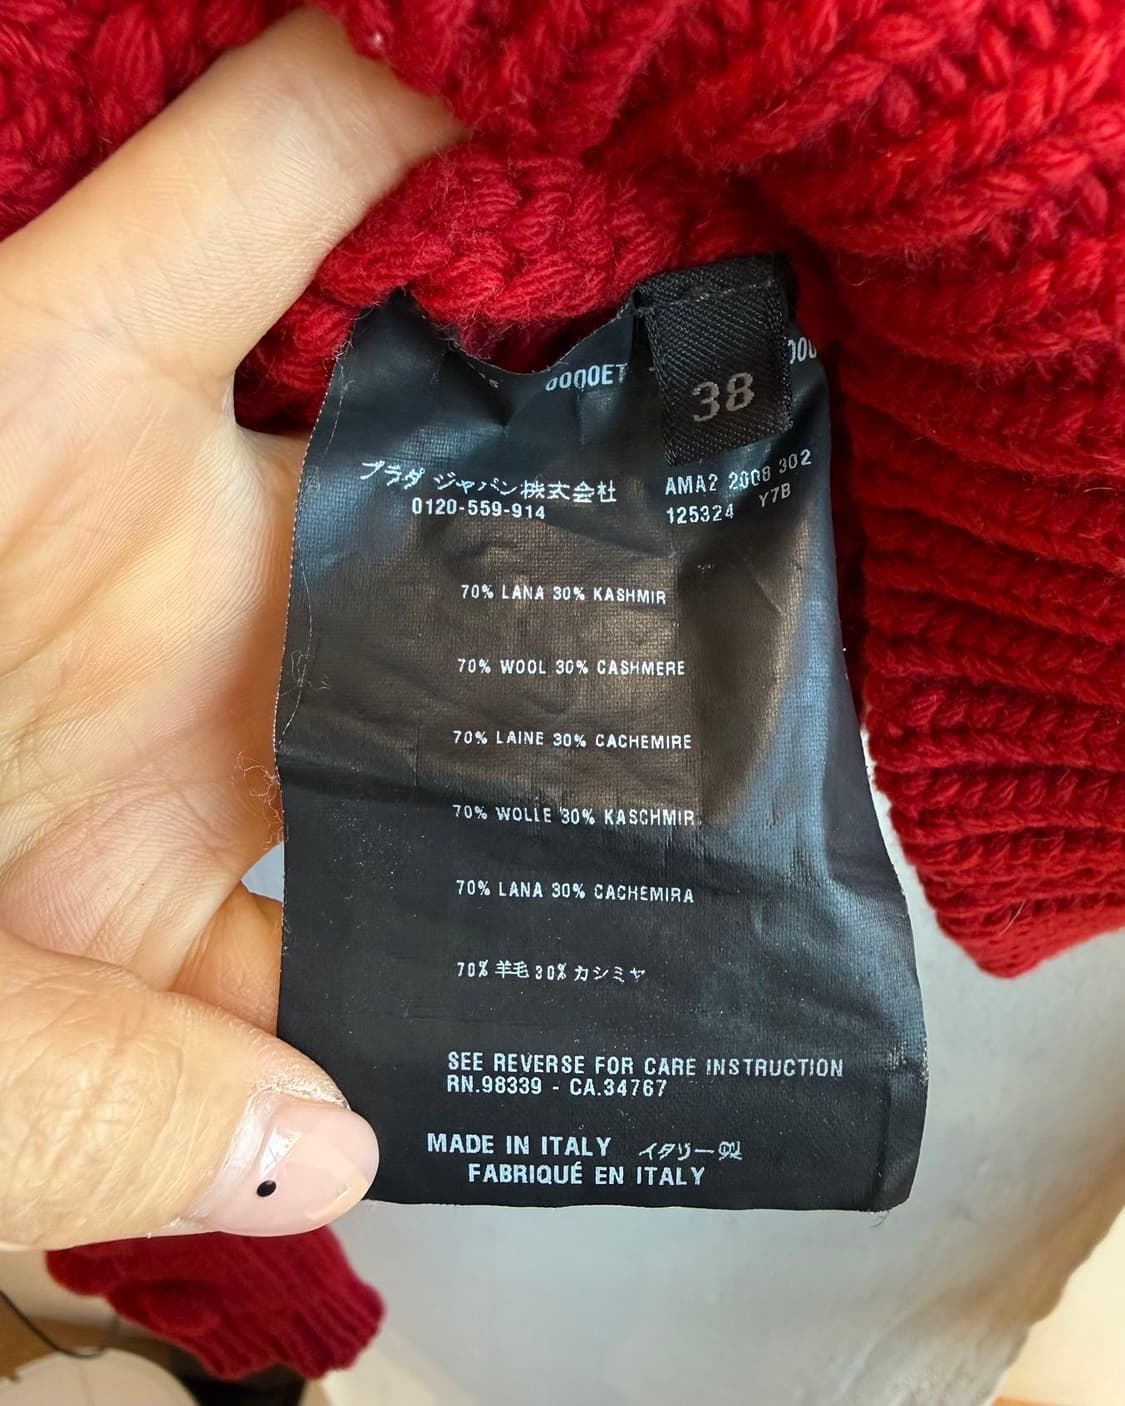 38
プラダ ジャパン株式会社
0120-559-914
AMA2 2008 302
125324 Y7B
70% LANA 30% KASHMIR
70% WOOL 30% CASHMERE
70% LAINE 30% CACHEMIRE
70% WOLLE 30% KASCHMIR
70% LANA 30% CACHEMIRA
70% 羊毛 30% カシミヤ
SEE REVERSE FOR CARE INSTRUCTION
RN.98339 - CA.34767
MADE IN ITALY イタリー製
FABRIQUÉ EN ITALY